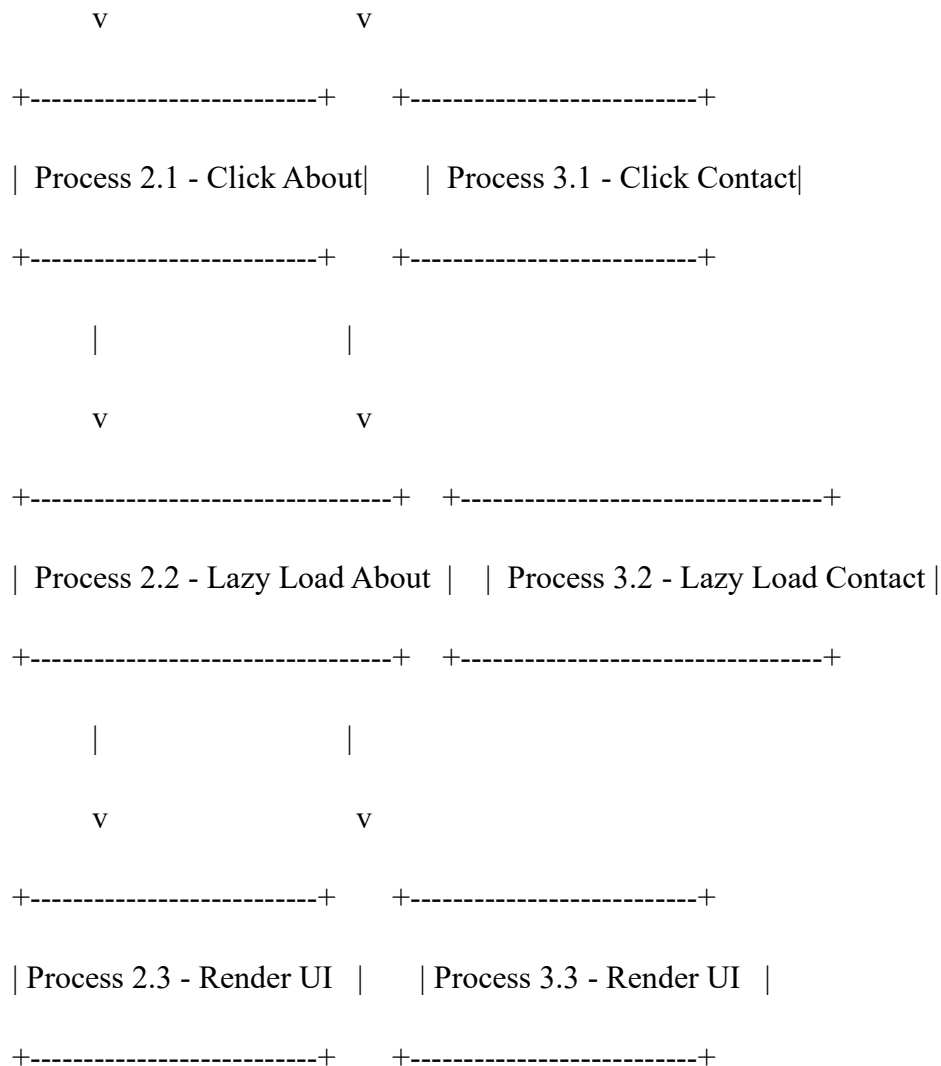 v v
+---------------------------+ +---------------------------+
| Process 2.1 - Click About| | Process 3.1 - Click Contact|
+---------------------------+ +---------------------------+
| |
v v
+----------------------------------+ +----------------------------------+
| Process 2.2 - Lazy Load About | | Process 3.2 - Lazy Load Contact |
+----------------------------------+ +----------------------------------+
| |
v v
+---------------------------+ +---------------------------+
| Process 2.3 - Render UI | | Process 3.3 - Render UI |
+---------------------------+ +---------------------------+